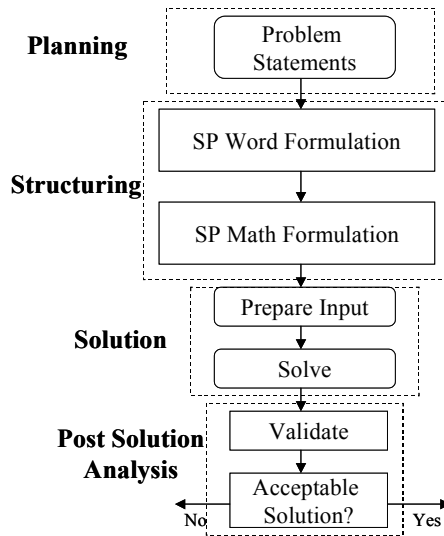 Planning
Problem
Statements
SP Word Formulation
Structuring
SP Math Formulation
Prepare Input
Solution
Solve
Validate
Post Solution
Analysis
Acceptable
Solution?
No
Yes